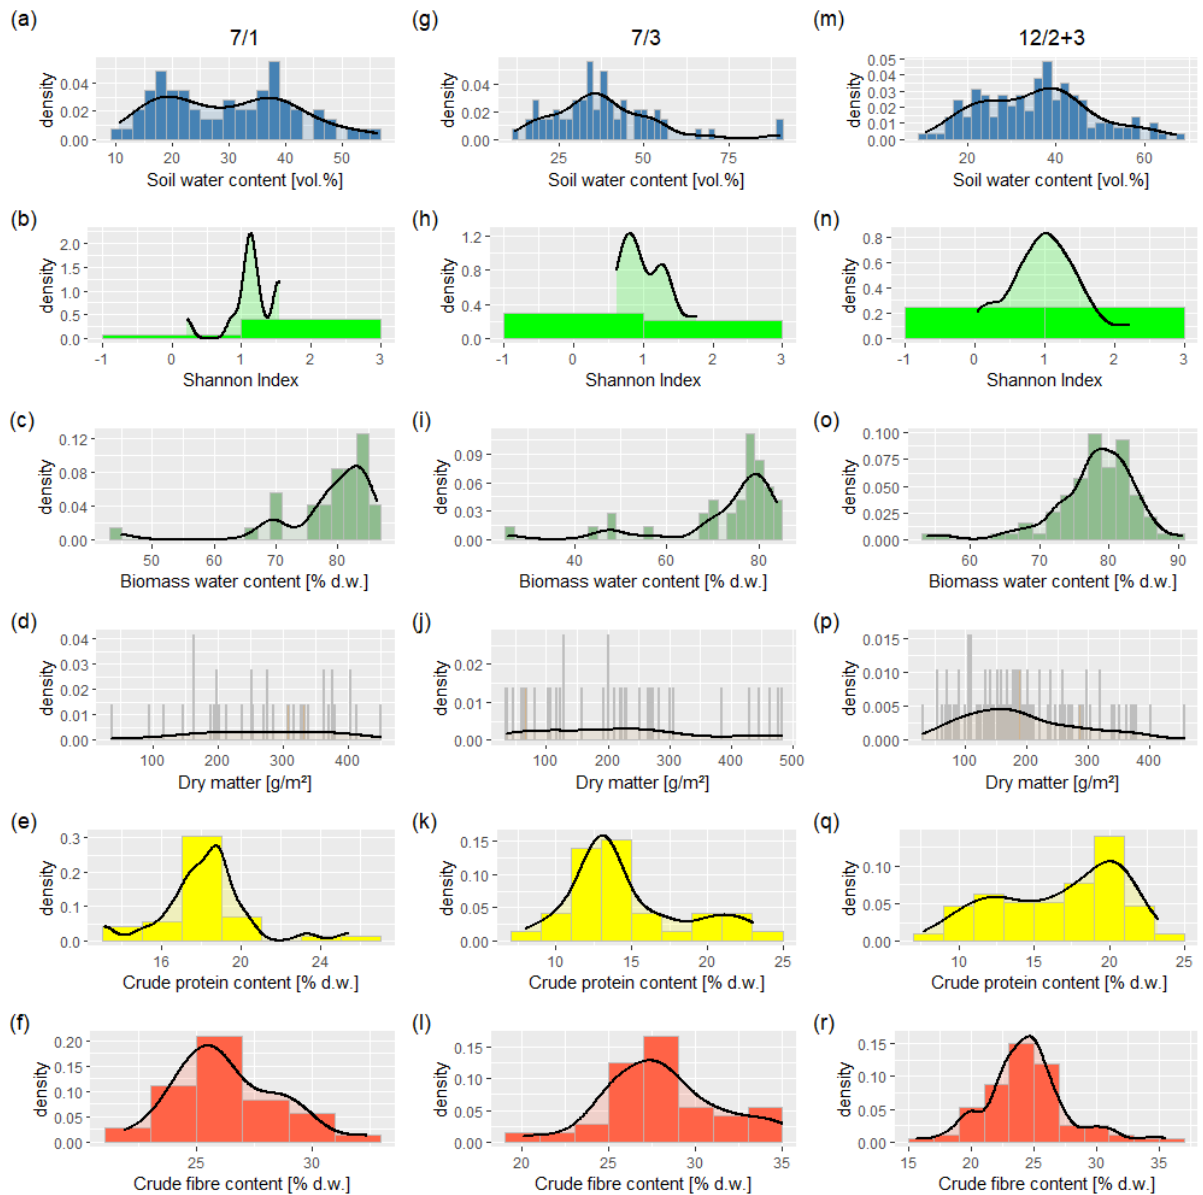 (a)
7/1
density
0.04
0.02
0.00
10
20
30
40
50
Soil water content [vol.%]
(g)
7/3
density
0.04
0.02
0.00
25
50
75
Soil water content [vol.%]
(m)
12/2+3
density
0.05
0.04
0.03
0.02
0.01
0.00
20
40
60
Soil water content [vol.%]
(b)
density
2.0
1.5
1.0
0.5
0.0
-1
0
1
2
3
Shannon Index
(h)
density
1.2
0.8
0.4
0.0
-1
0
1
2
3
Shannon Index
(n)
density
0.8
0.6
0.4
0.2
0.0
-1
0
1
2
3
Shannon Index
(c)
density
0.12
0.08
0.04
0.00
50
60
70
80
Biomass water content [% d.w.]
(i)
density
0.09
0.06
0.03
0.00
40
60
80
Biomass water content [% d.w.]
(o)
density
0.100
0.075
0.050
0.025
0.000
60
70
80
90
Biomass water content [% d.w.]
(d)
density
0.04
0.03
0.02
0.01
0.00
100
200
300
400
Dry matter [g/m²]
(j)
density
0.02
0.01
0.00
100
200
300
400
500
Dry matter [g/m²]
(p)
density
0.015
0.010
0.005
0.000
100
200
300
400
Dry matter [g/m²]
(e)
density
0.3
0.2
0.1
0.0
16
20
24
Crude protein content [% d.w.]
(k)
density
0.15
0.10
0.05
0.00
10
15
20
25
Crude protein content [% d.w.]
(q)
density
0.10
0.05
0.00
10
15
20
25
Crude protein content [% d.w.]
(f)
density
0.20
0.15
0.10
0.05
0.00
25
30
Crude fibre content [% d.w.]
(l)
density
0.15
0.10
0.05
0.00
20
25
30
35
Crude fibre content [% d.w.]
(r)
density
0.15
0.10
0.05
0.00
15
20
25
30
35
Crude fibre content [% d.w.]